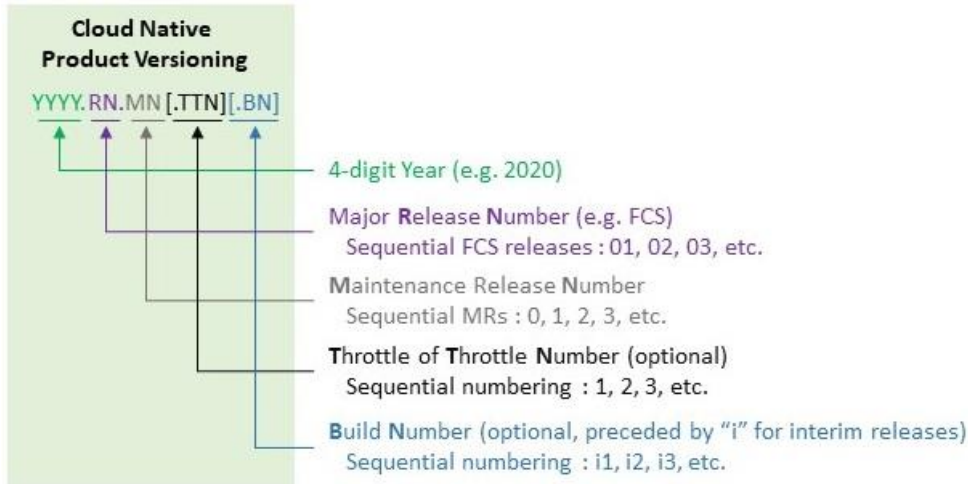 Cloud Native
Product Versioning
YYYY.RN.MN[.TTN][.BN]
4-digit Year (e.g. 2020)
Major Release Number (e.g. FCS)
Sequential FCS releases : 01, 02, 03, etc.
Maintenance Release Number
Sequential MRs : 0, 1, 2, 3, etc.
Throttle of Throttle Number (optional)
Sequential numbering : 1, 2, 3, etc.
Build Number (optional, preceded by “i” for interim releases)
Sequential numbering : i1, i2, i3, etc.